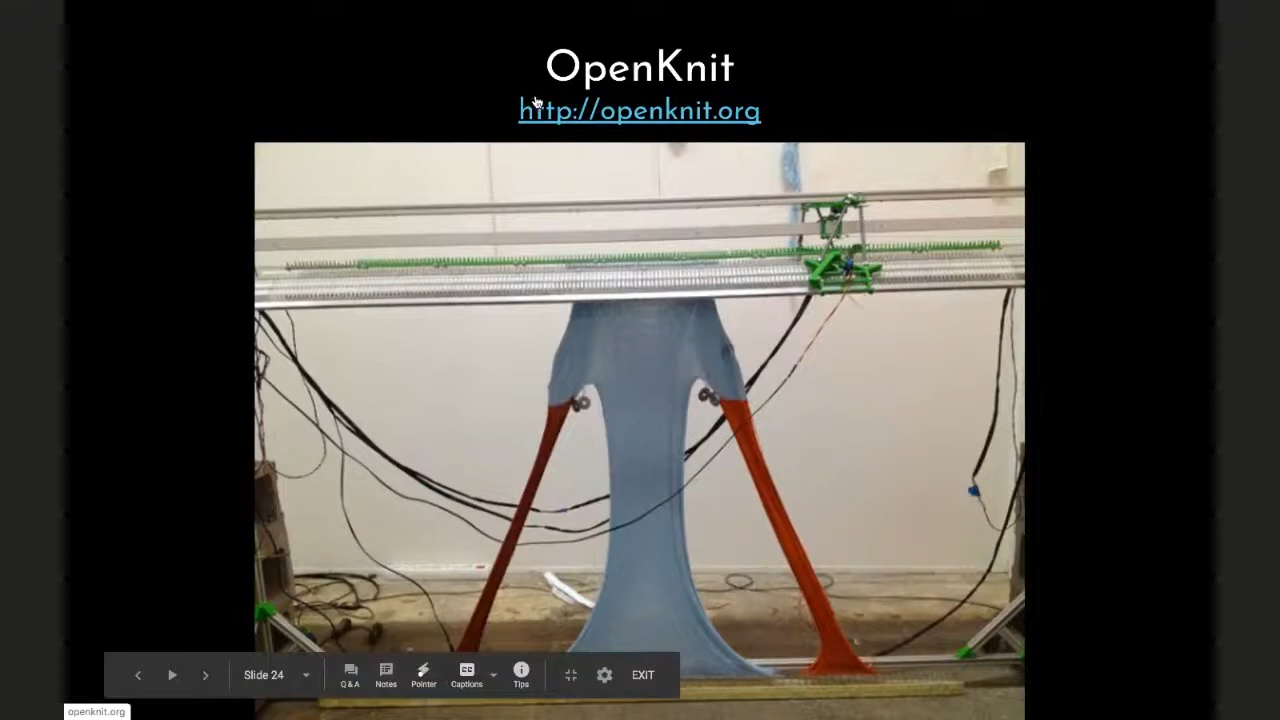 OpenKnit
http://openknit.org
Slide 24
Q&A
Notes
Pointer
Captions
Tips
EXIT
openknit.org